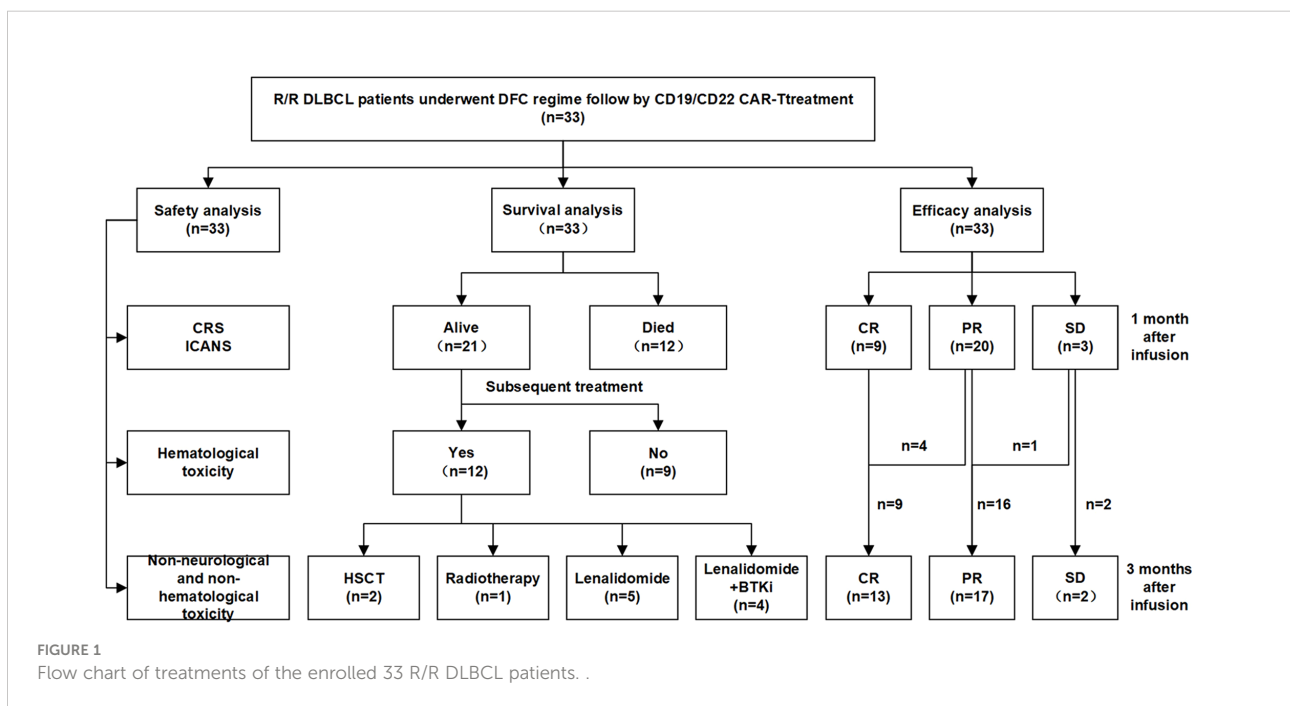 R/R DLBCL patients underwent DFC regime follow by CD19/CD22 CAR-Ttreatment
(n=33)
Safety analysis
(n=33)
Survival analysis
（n=33）
Efficacy analysis
(n=33)
CRS
ICANS
Alive
（n=21）
Died
（n=12）
CR
(n=9)
PR
(n=20)
SD
(n=3)
1 month
after
infusion
Subsequent treatment
Hematological
toxicity
Yes
（n=12）
No
(n=9)
n=4
n=1
n=9
n=16
n=2
Non-neurological
and non-
hematological
toxicity
HSCT
(n=2)
Radiotherapy
(n=1)
Lenalidomide
(n=5)
Lenalidomide
+BTKi
(n=4)
CR
(n=13)
PR
(n=17)
SD
（n=2）
3 months
after
infusion
FIGURE 1
Flow chart of treatments of the enrolled 33 R/R DLBCL patients. .